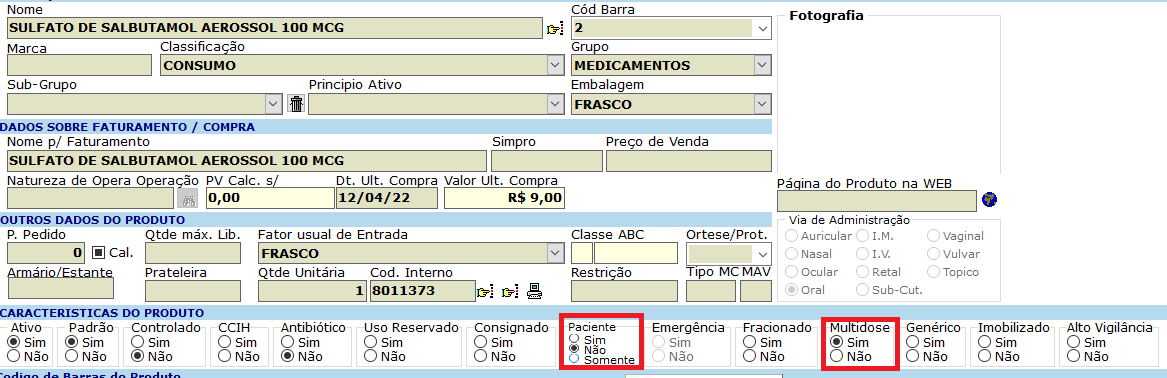 Nome Cód Barra Fotografia
SULFATO DE SALBUTAMOL AEROSSOL 100 MCG 2
Marca Classificação Grupo
CONSUMO MEDICAMENTOS
Sub-Grupo Principio Ativo Embalagem
FRASCO
DADOS SOBRE FATURAMENTO / COMPRA
Nome p/ Faturamento Simpro Preço de Venda
SULFATO DE SALBUTAMOL AEROSSOL 100 MCG
Natureza de Opera Operação PV Calc. s/ Dt. Ult. Compra Valor Ult. Compra Página do Produto na WEB
0,00 12/04/22 R$ 9,00
OUTROS DADOS DO PRODUTO Via de Administração
P. Pedido Qtde máx. Lib. Fator usual de Entrada Classe ABC Ortese/Prot. Auricular I.M. Vaginal
0 Cal. FRASCO Nasal I.V. Vulvar
Armário/Estante Prateleira Qtde Unitária Cod. Interno Restrição Tipo MC MAV Ocular Retal Topico
1 8011373 Oral Sub-Cut.
CARACTERISTICAS DO PRODUTO
Ativo Padrão Controlado CCIH Antibiótico Uso Reservado Consignado Paciente Emergência Fracionado Multidose Genérico Imobilizado Alto Vigilância
Sim Sim Sim Sim Sim Sim Sim Sim Sim Sim Sim Sim Sim Sim
Não Não Não Não Não Não Não Não Não Não Não Não Não Não
Somente
Codigo de Barras do Produto